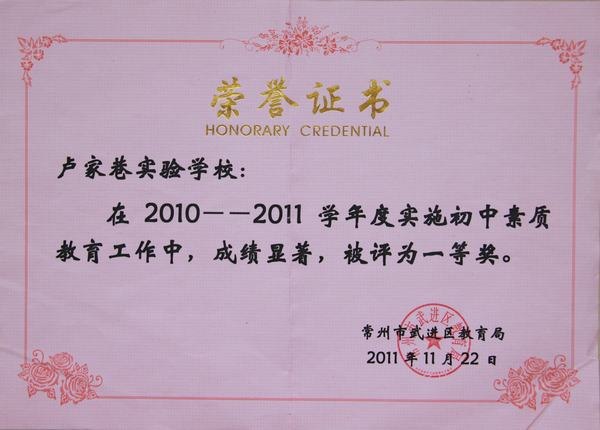 荣誉证书
HONORARY CREDENTIAL
卢家巷实验学校：
在 2010－－2011 学年度实施初中素质
教育工作中，成绩显著，被评为一等奖。
常州市武进区教育局
2011 年 11 月 22 日